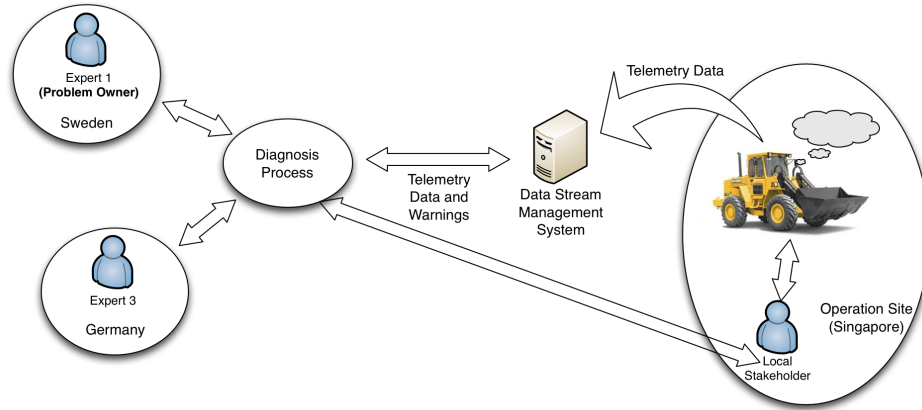 Expert 1
(Problem Owner)
Sweden
Diagnosis
Process
Expert 3
Germany
Telemetry
Data and
Warnings
Data Stream
Management
System
Telemetry Data
Operation Site
(Singapore)
Local
Stakeholder